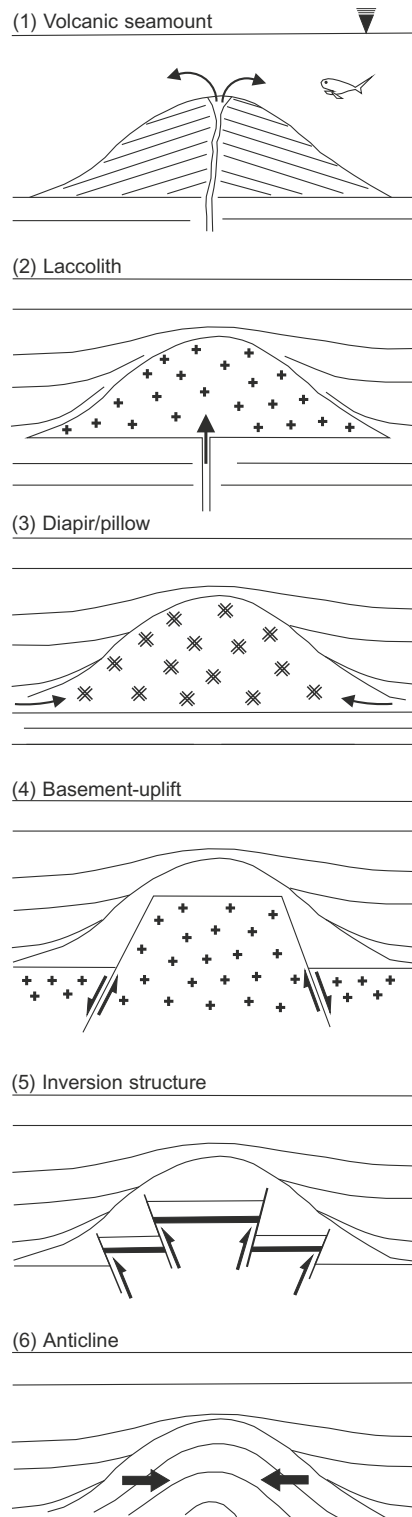 (1) Volcanic seamount
(2) Laccolith
(3) Diapir/pillow
(4) Basement-uplift
(5) Inversion structure
(6) Anticline